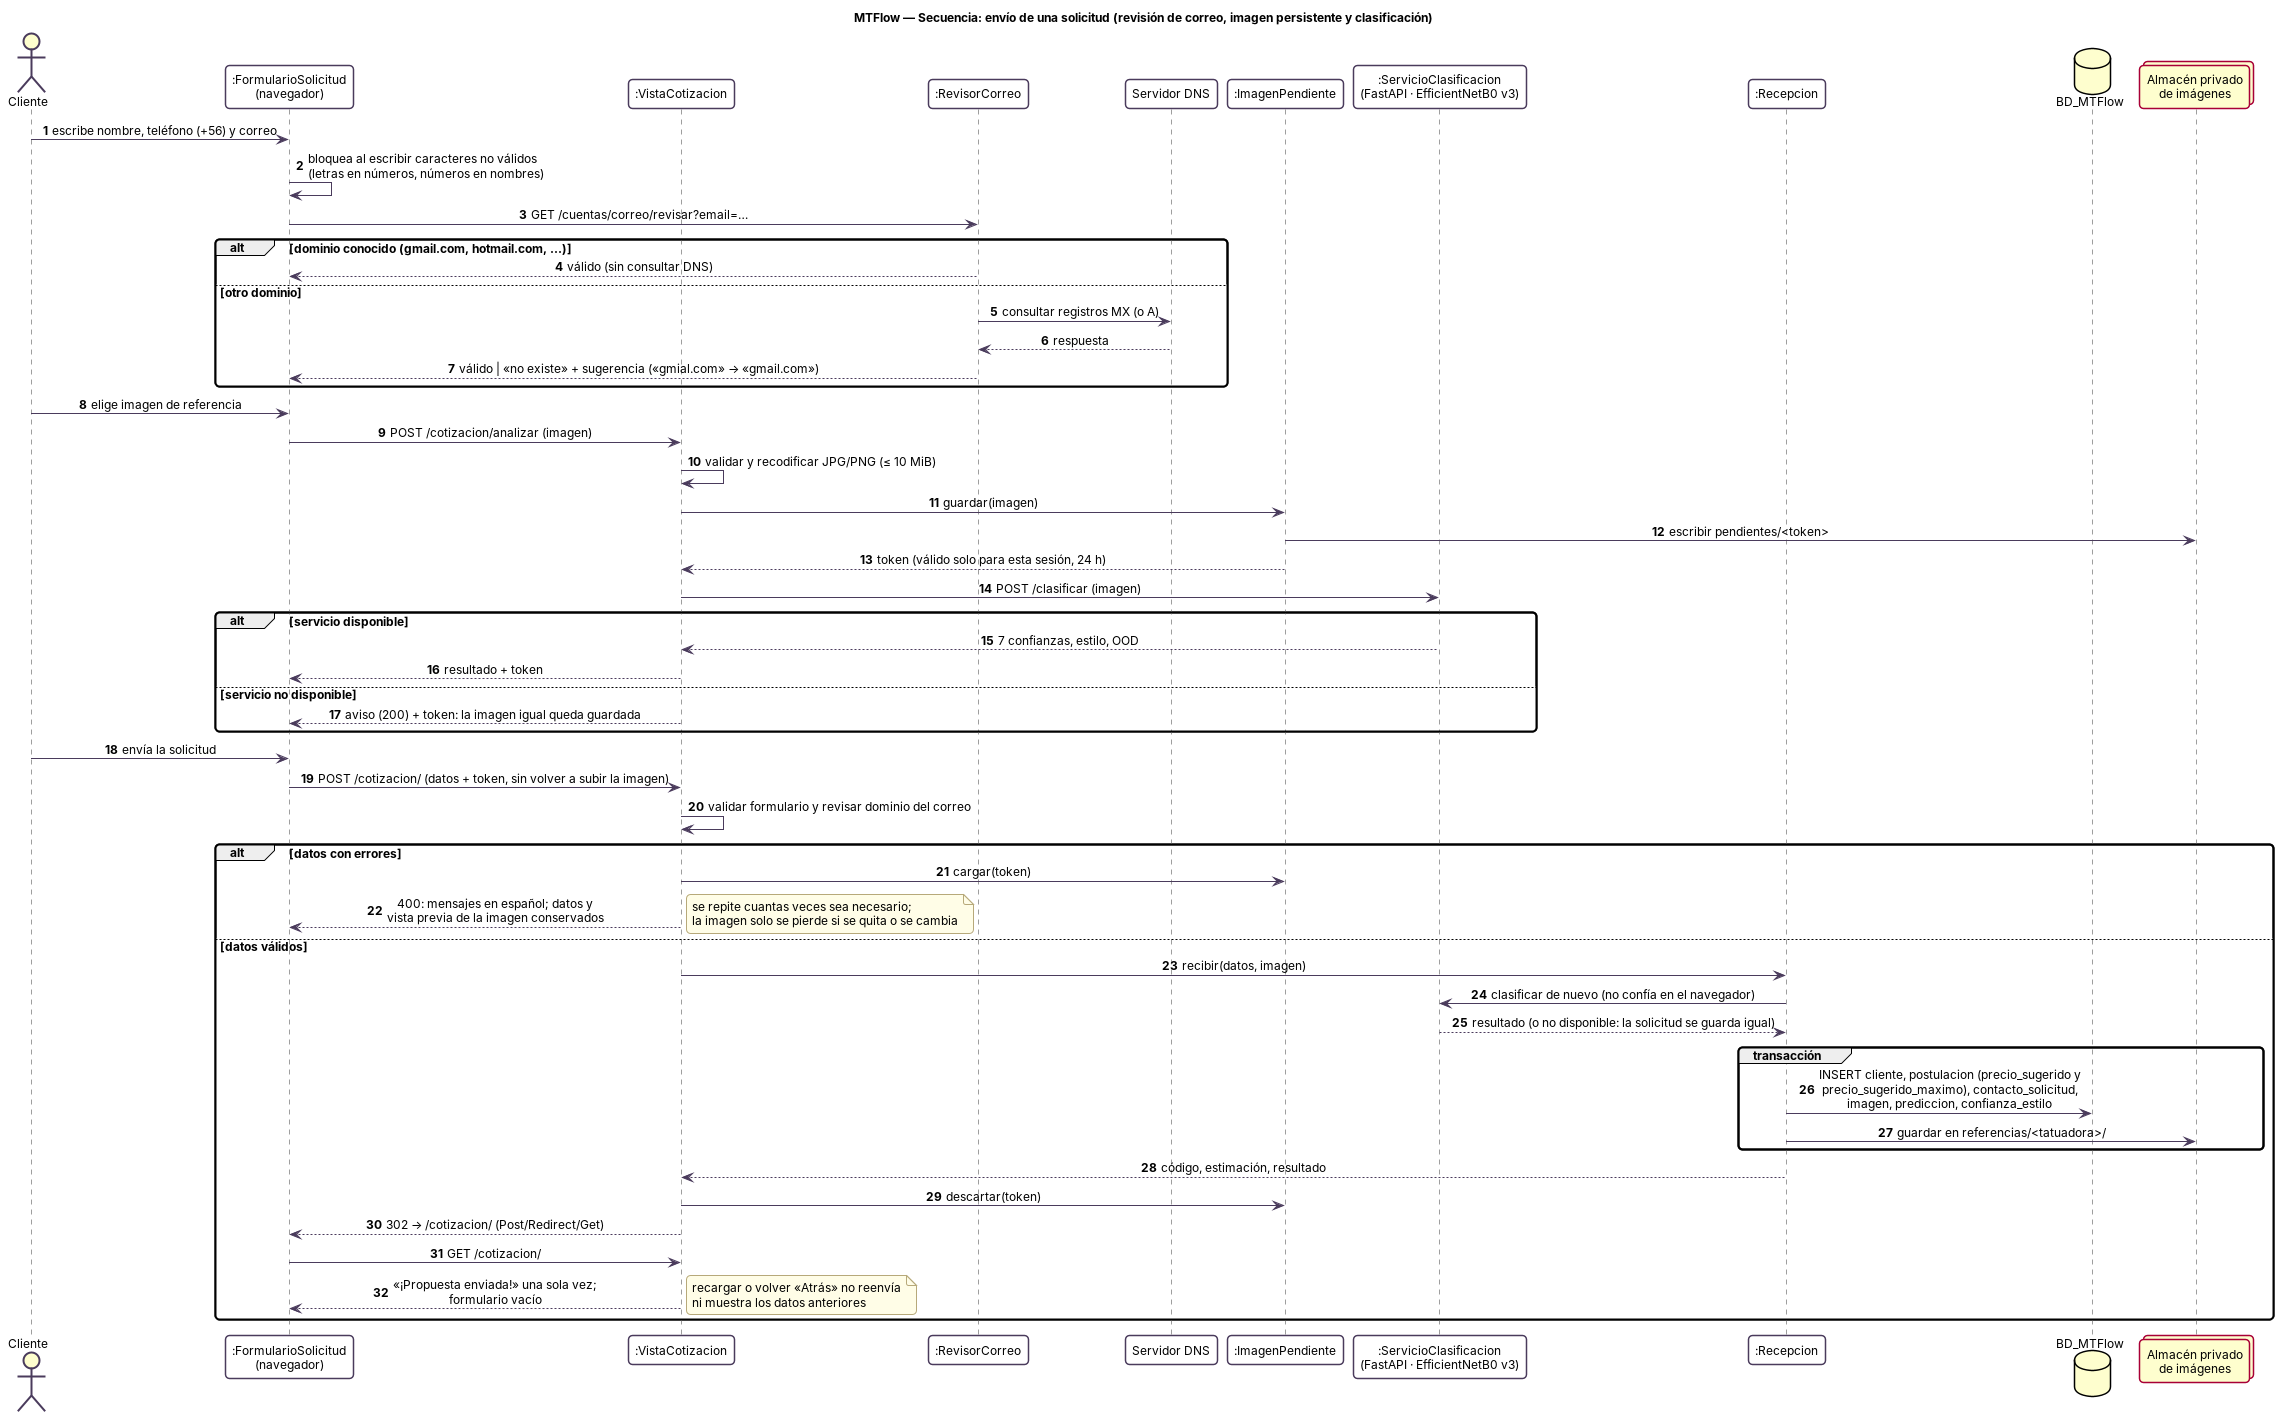 MTFlow — Secuencia: envío de una solicitud (revisión de correo, imagen persistente y clasificación)
Cliente
:FormularioSolicitud
(navegador)
:VistaCotizacion
:RevisorCorreo
Servidor DNS
:ImagenPendiente
:ServicioClasificacion
(FastAPI · EfficientNetB0 v3)
:Recepcion
BD_MTFlow
Almacén privado
de imágenes
1 escribe nombre, teléfono (+56) y correo
2 bloquea al escribir caracteres no válidos
(letras en números, números en nombres)
3 GET /cuentas/correo/revisar?email=...
alt [dominio conocido (gmail.com, hotmail.com, ...)]
4 válido (sin consultar DNS)
[otro dominio]
5 consultar registros MX (o A)
6 respuesta
7 válido | «no existe» + sugerencia («gmial.com» → «gmail.com»)
8 elige imagen de referencia
9 POST /cotizacion/analizar (imagen)
10 validar y recodificar JPG/PNG (≤ 10 MiB)
11 guardar(imagen)
12 escribir pendientes/<token>
13 token (válido solo para esta sesión, 24 h)
14 POST /clasificar (imagen)
alt [servicio disponible]
15 7 confianzas, estilo, OOD
16 resultado + token
[servicio no disponible]
17 aviso (200) + token: la imagen igual queda guardada
18 envía la solicitud
19 POST /cotizacion/ (datos + token, sin volver a subir la imagen)
20 validar formulario y revisar dominio del correo
alt [datos con errores]
21 cargar(token)
22 400: mensajes en español; datos y
vista previa de la imagen conservados
se repite cuantas veces sea necesario;
la imagen solo se pierde si se quita o se cambia
[datos válidos]
23 recibir(datos, imagen)
24 clasificar de nuevo (no confía en el navegador)
25 resultado (o no disponible: la solicitud se guarda igual)
transacción
26 INSERT cliente, postulacion (precio_sugerido y
precio_sugerido_maximo), contacto_solicitud,
imagen, prediccion, confianza_estilo
27 guardar en referencias/<tatuadora>/
28 código, estimación, resultado
29 descartar(token)
30 302 → /cotizacion/ (Post/Redirect/Get)
31 GET /cotizacion/
32 «¡Propuesta enviada!» una sola vez;
formulario vacío
recargar o volver «Atrás» no reenvía
ni muestra los datos anteriores
Cliente
:FormularioSolicitud
(navegador)
:VistaCotizacion
:RevisorCorreo
Servidor DNS
:ImagenPendiente
:ServicioClasificacion
(FastAPI · EfficientNetB0 v3)
:Recepcion
BD_MTFlow
Almacén privado
de imágenes